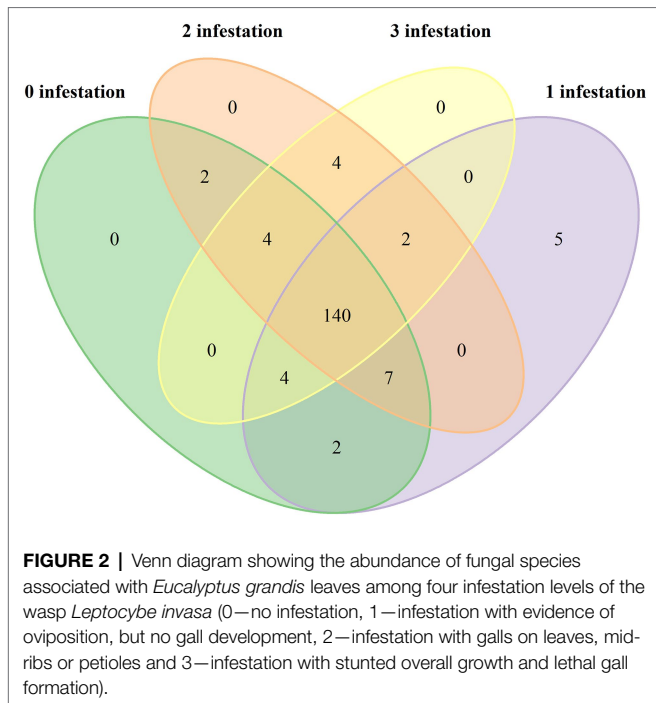 2 infestation
3 infestation
0 infestation
1 infestation
0
0
2
4
0
0
4
2
5
140
0
0
4
7
2
FIGURE 2 | Venn diagram showing the abundance of fungal species
associated with Eucalyptus grandis leaves among four infestation levels of the
wasp Leptocybe invasa (0—no infestation, 1—infestation with evidence of
oviposition, but no gall development, 2—infestation with galls on leaves, mid-
ribs or petioles and 3—infestation with stunted overall growth and lethal gall
formation).